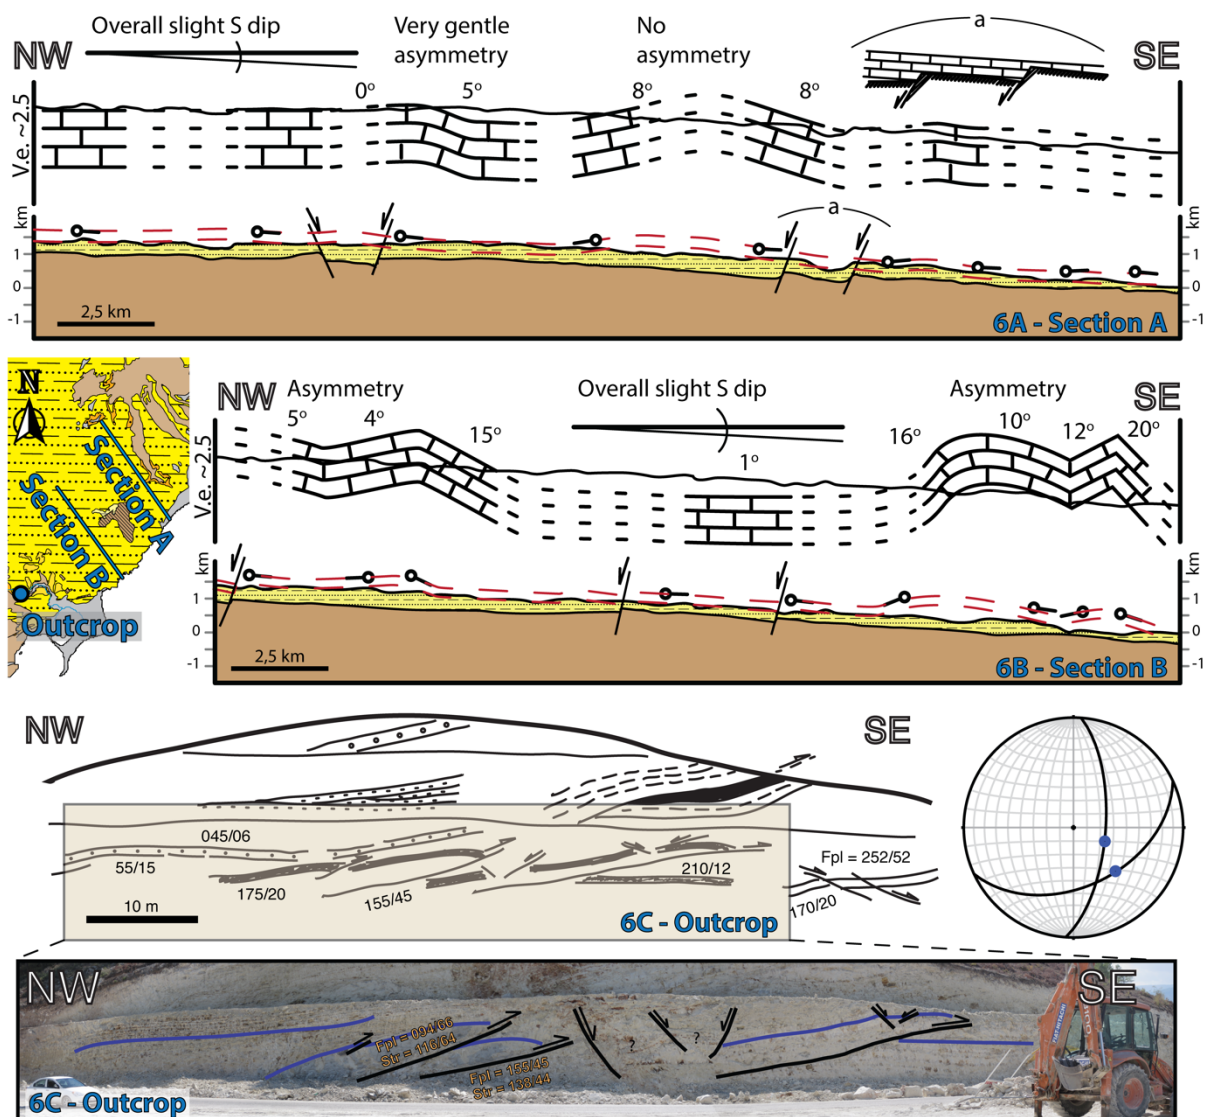 Overall slight S dip
Very gentle
asymmetry
No
asymmetry
a
NW
SE
0°
5°
8°
8°
V.e. ~2.5
km
km
a
1
1
0
0
-1
-1
2,5 km
6A - Section A
N
Section A
Section B
Outcrop
NW
Asymmetry
Overall slight S dip
Asymmetry
SE
5°
4°
15°
1°
16°
10°
12°
20°
V.e. ~2.5
km
km
1
1
0
0
-1
-1
2,5 km
6B - Section B
NW
SE
045/06
55/15
175/20
155/45
210/12
Fpl = 252/52
170/20
10 m
6C - Outcrop
NW
SE
Fpl = 094/66
Str = 116/64
Fpl = 155/45
Str = 138/44
?
?
HITACHI
6C - Outcrop